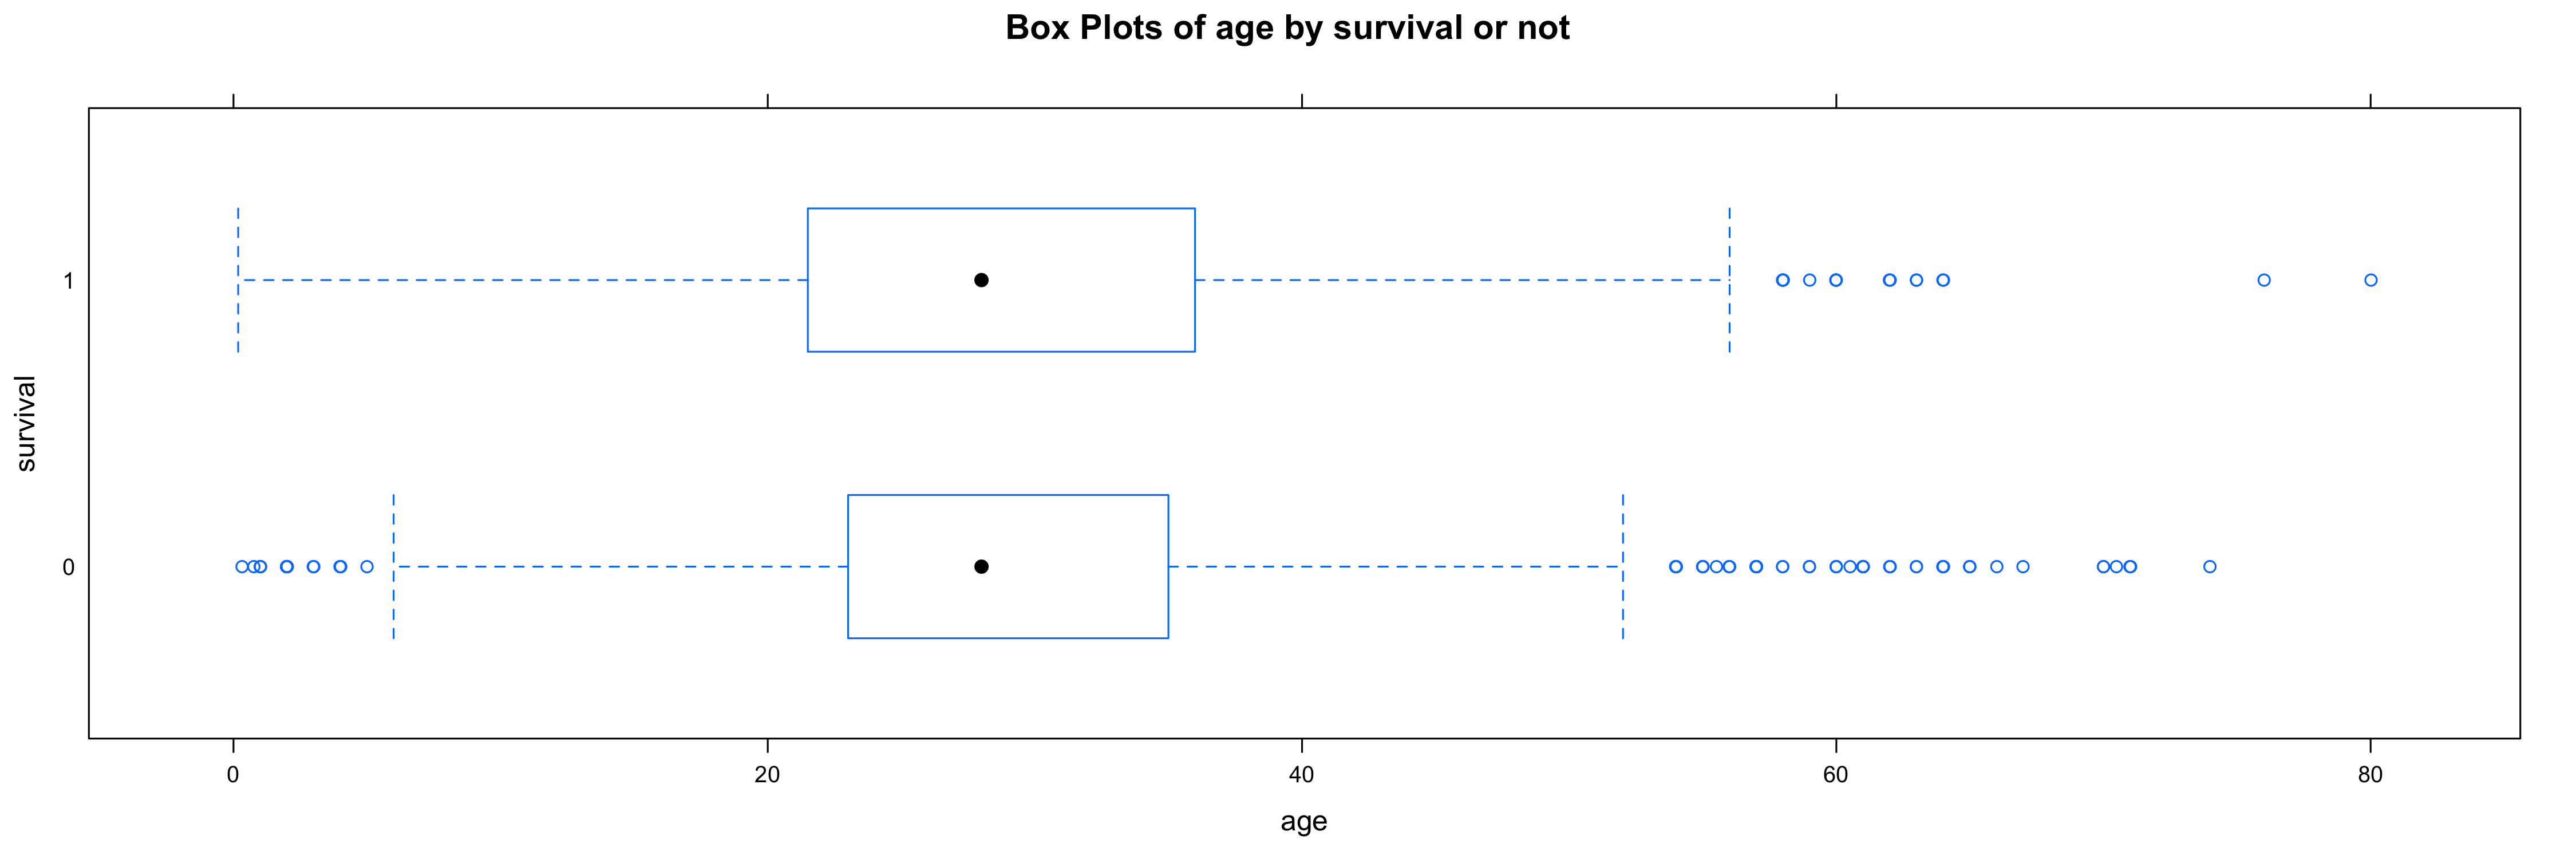 Box Plots of age by survival or not
survival
1
0
0 20 40 60 80
age